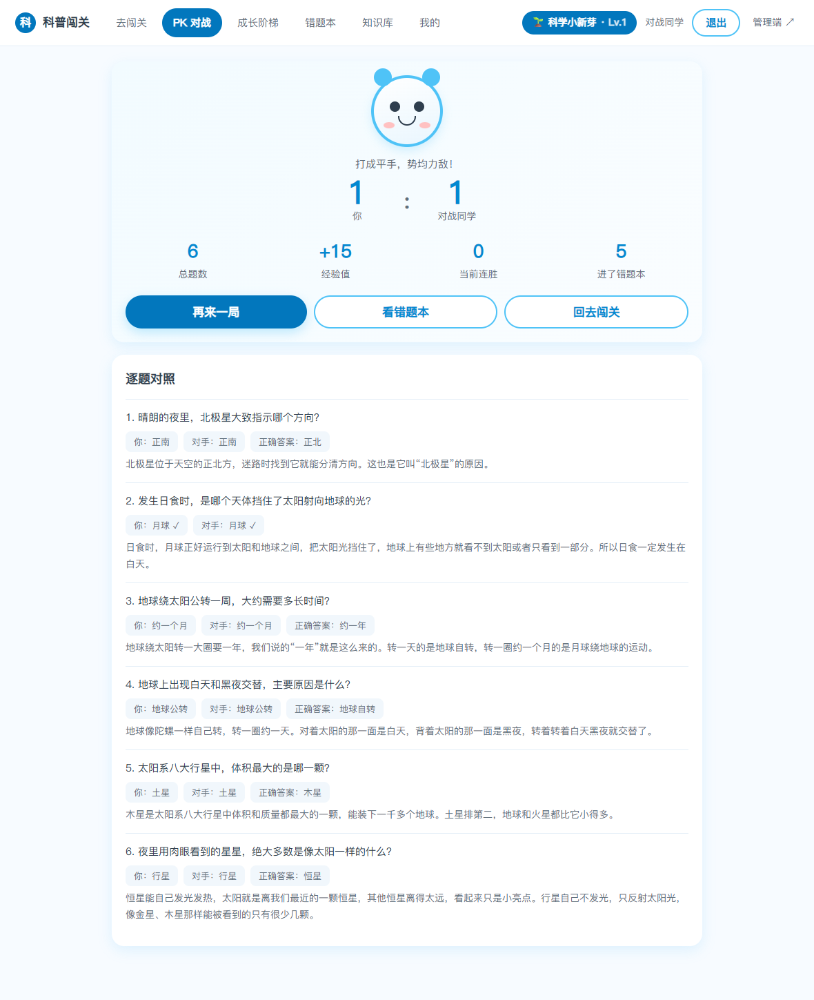 科 科普闯关 去闯关 PK 对战 成长阶梯 错题本 知识库 我的 科学小新芽 · Lv.1 对战同学 退出 管理端 ↗
打成平手，势均力敌！
1 : 1
你 对战同学
6 +15 0 5
总题数 经验值 当前连胜 进了错题本
再来一局 看错题本 回去闯关
逐题对照
1. 晴朗的夜里，北极星大致指示哪个方向？
你：正南 对手：正南 正确答案：正北
北极星位于天空的正北方，迷路时找到它就能分清方向。这也是它叫“北极星”的原因。
2. 发生日食时，是哪个天体挡住了太阳射向地球的光？
你：月球 ✓ 对手：月球 ✓
日食时，月球正好运行到太阳和地球之间，把太阳光挡住了，地球上有些地方就看不到太阳或者只看到一部分。所以日食一定发生在
白天。
3. 地球绕太阳公转一周，大约需要多长时间？
你：约一个月 对手：约一个月 正确答案：约一年
地球绕太阳转一大圈要一年，我们说的“一年”就是这么来的。转一天的是地球自转，转一圈约一个月的是月球绕地球的运动。
4. 地球上出现白天和黑夜交替，主要原因是什么？
你：地球公转 对手：地球公转 正确答案：地球自转
地球像陀螺一样自己转，转一圈约一天。对着太阳的那一面是白天，背着太阳的那一面是黑夜，转着转着白天黑夜就交替了。
5. 太阳系八大行星中，体积最大的是哪一颗？
你：土星 对手：土星 正确答案：木星
木星是太阳系八大行星中体积和质量都最大的一颗，能装下一千多个地球。土星排第二，地球和火星都比它小得多。
6. 夜里用肉眼看到的星星，绝大多数是像太阳一样的什么？
你：行星 对手：行星 正确答案：恒星
恒星能自己发光发热，太阳就是离我们最近的一颗恒星，其他恒星离得太远，看起来只是小亮点。行星自己不发光，只反射太阳光，
像金星、木星那样能被看到的只有很少几颗。